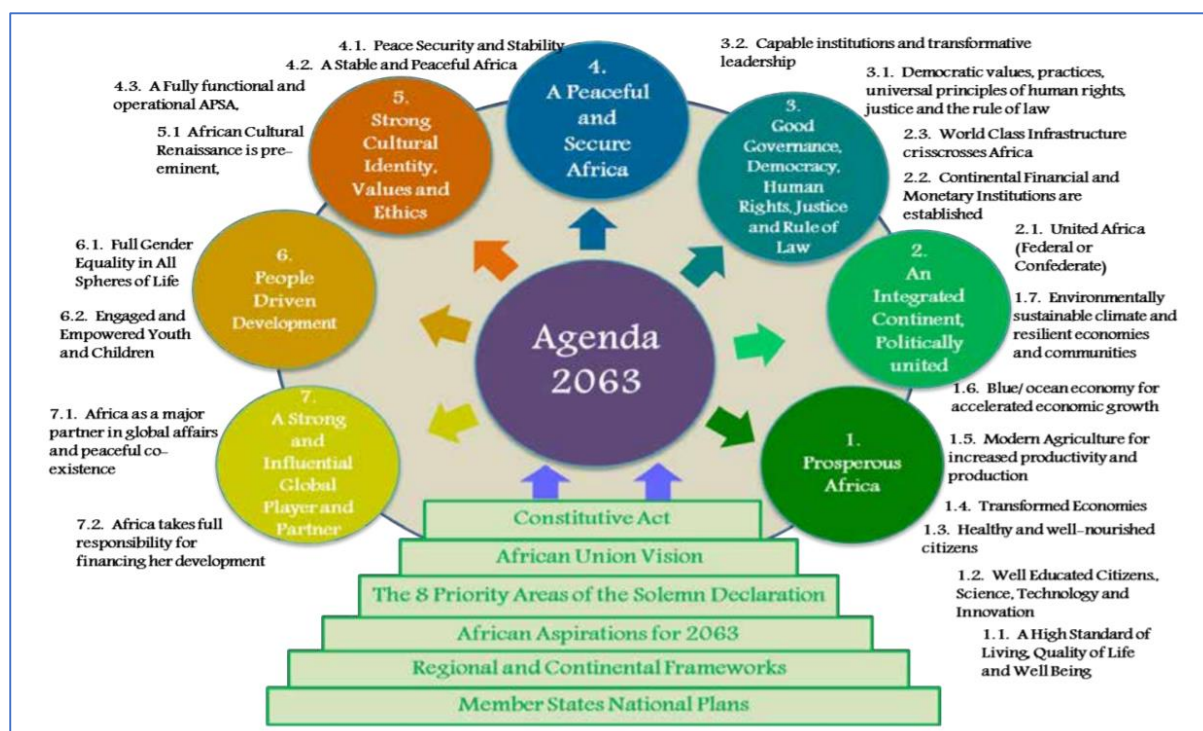 4.1. Peace Security and Stability
4.2. A Stable and Peaceful Africa
4.3. A Fully functional and
operational APSA,
5.1 African Cultural
Renaissance is pre-
eminent,
6.1. Full Gender
Equality in All
Spheres of Life
6.2. Engaged and
Empowered Youth
and Children
7.1. Africa as a major
partner in global affairs
and peaceful co-
existence
7.2. Africa takes full
responsibility for
financing her development
5.
Strong
Cultural
Identity,
Values and
Ethics
4.
A Peaceful
and
Secure
Africa
3.
Good
Governance,
Democracy,
Human
Rights, Justice
and Rule of
Law
6.
People
Driven
Development
2.
An
Integrated
Continent,
Politically
united
7.
A Strong
and
Influential
Global
Player and
Partner
1.
Prosperous
Africa
Agenda
2063
Constitutive Act
African Union Vision
The 8 Priority Areas of the Solemn Declaration
African Aspirations for 2063
Regional and Continental Frameworks
Member States National Plans
3.2. Capable institutions and transformative
leadership
3.1. Democratic values, practices,
universal principles of human rights,
justice and the rule of law
2.3. World Class Infrastructure
crisscrosses Africa
2.2. Continental Financial and
Monetary Institutions are
established
2.1. United Africa
(Federal or
Confederate)
1.7. Environmentally
sustainable climate and
resilient economies
and communities
1.6. Blue/ ocean economy for
accelerated economic growth
1.5. Modern Agriculture for
increased productivity and
production
1.4. Transformed Economies
1.3. Healthy and well-nourished
citizens
1.2. Well Educated Citizens.,
Science, Technology and
Innovation
1.1. A High Standard of
Living, Quality of Life
and Well Being